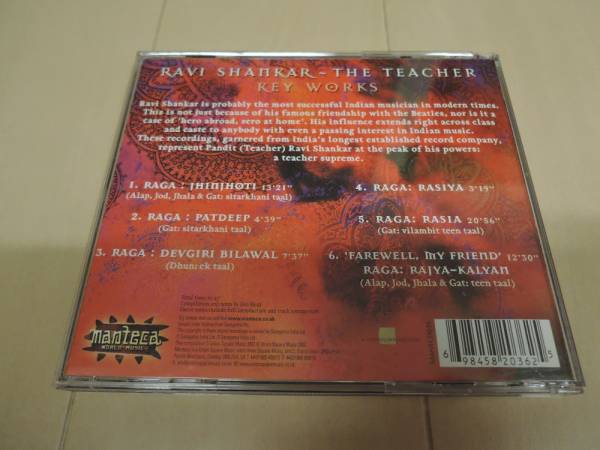 RAVI SHANKAR - THE TEACHER
KEY WORKS
Ravi Shankar is probably the most successful Indian musician in modern times.
This is not just because of his famous friendship with the Beatles, nor is it a
case of 'hero abroad, zero at home'. His influence extends right across class
and caste to anybody with even a passing interest in Indian music.
These recordings, garnered from India's longest established record company,
represent Pandit (Teacher) Ravi Shankar at the peak of his powers:
a teacher supreme.
1. RAGA : JHINJHOTI 13'21"
(Alap, Jod, Jhala & Gat: sitarkhani taal)
2. RAGA : PATDEEP 4'39"
(Gat: sitarkhani taal)
3. RAGA : DEVGIRI BILAWAL 7'37"
(Dhun: ek taal)
4. RAGA: RASIYA 3'19"
5. RAGA: RASIA 20'56"
(Gat: vilambit teen taal)
6. 'FAREWELL, MY FRIEND' 12'30"
RAGA: RAJYA-KALYAN
(Alap, Jod, Jhala & Gat: teen taal)
manteca
WORLD MUSIC
6 98458 20362 5